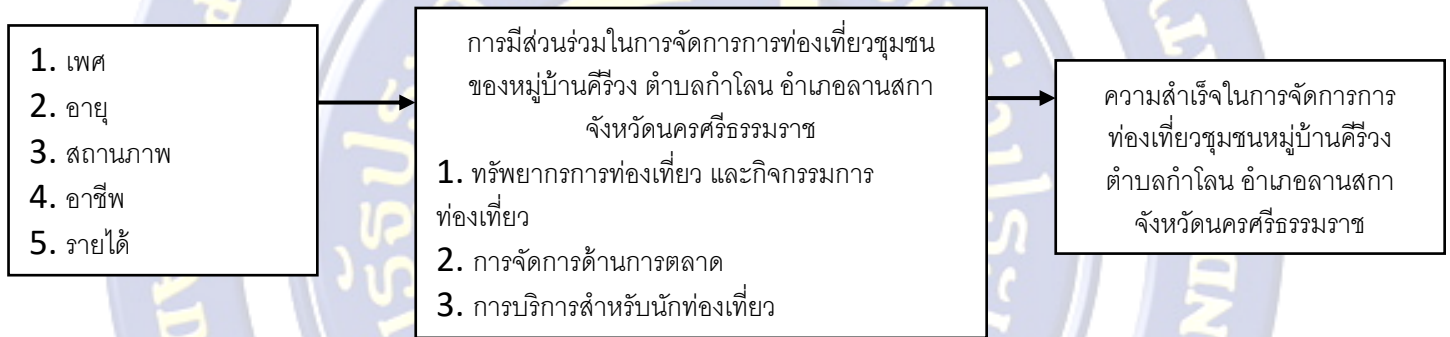 1. เพศ
2. อายุ
3. สถานภาพ
4. อาชีพ
5. รายได้
การมีส่วนร่วมในการจัดการการท่องเที่ยวชุมชน
ของหมู่บ้านคีรีวง ตำบลกำโลน อำเภอลานสกา
จังหวัดนครศรีธรรมราช
1. ทรัพยากรการท่องเที่ยว และกิจกรรมการ
ท่องเที่ยว
2. การจัดการด้านการตลาด
3. การบริการสำหรับนักท่องเที่ยว
ความสำเร็จในการจัดการการ
ท่องเที่ยวชุมชนหมู่บ้านคีรีวง
ตำบลกำโลน อำเภอลานสกา
จังหวัดนครศรีธรรมราช